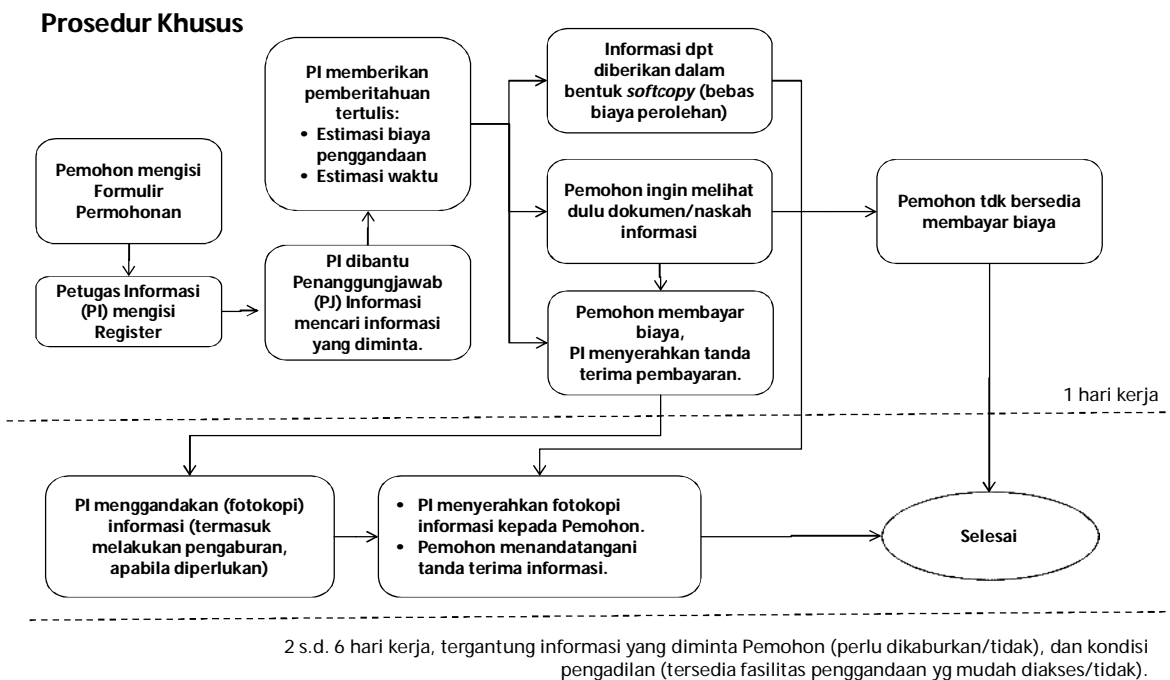 Prosedur Khusus
Pemohon mengisi
Formulir
Permohonan
Petugas Informasi
(PI) mengisi
Register
PI memberikan
pemberitahuan
tertulis:
• Estimasi biaya
penggandaan
• Estimasi waktu
PI dibantu
Penanggungjawab
(PJ) Informasi
mencari informasi
yang diminta.
Informasi dpt
diberikan dalam
bentuk softcopy (bebas
biaya perolehan)
Pemohon ingin melihat
dulu dokumen/naskah
informasi
Pemohon membayar
biaya,
PI menyerahkan tanda
terima pembayaran.
Pemohon tdk bersedia
membayar biaya
1 hari kerja
PI menggandakan (fotokopi)
informasi (termasuk
melakukan pengaburan,
apabila diperlukan)
• PI menyerahkan fotokopi
informasi kepada Pemohon.
• Pemohon menandatangani
tanda terima informasi.
Selesai
2 s.d. 6 hari kerja, tergantung informasi yang diminta Pemohon (perlu dikaburkan/tidak), dan kondisi
pengadilan (tersedia fasilitas penggandaan yg mudah diakses/tidak).